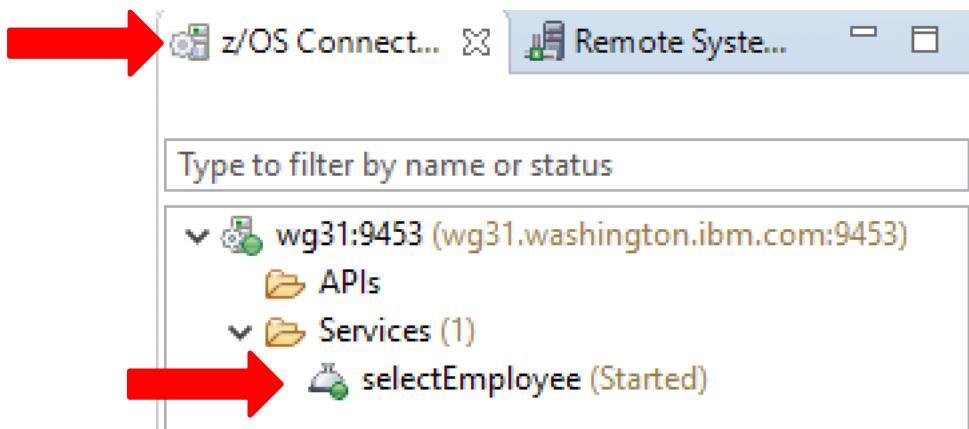 z/OS Connect... Remote Syste...
Type to filter by name or status
wg31:9453 (wg31.washington.ibm.com:9453)
APIs
Services (1)
selectEmployee (Started)